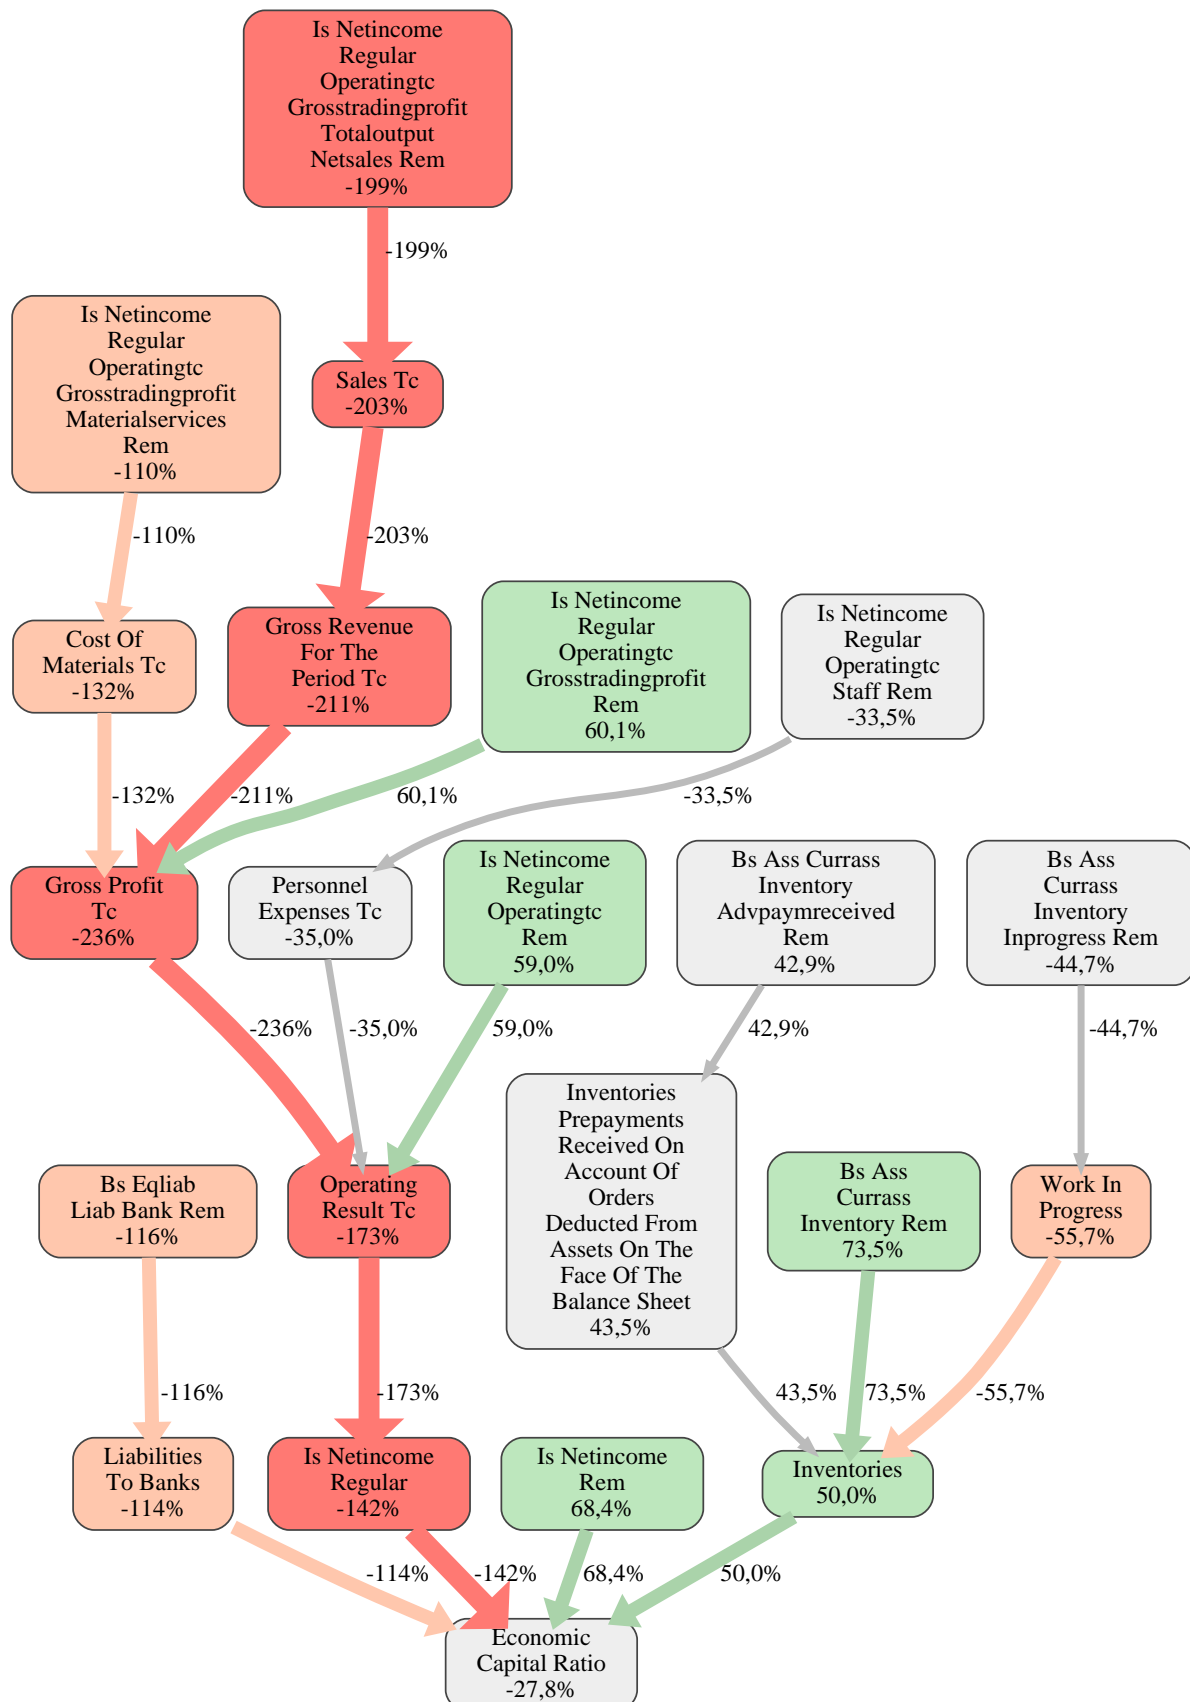 Is Netincome
Regular
Operatingtc
Grosstradingprofit
Totaloutput
Netsales Rem
-199%
-199%
Is Netincome
Regular
Operatingtc
Grosstradingprofit
Materialservices
Rem
-110%
Sales Tc
-203%
-110%
-203%
Cost Of
Materials Tc
-132%
Gross Revenue
For The
Period Tc
-211%
Is Netincome
Regular
Operatingtc
Grosstradingprofit
Rem
60,1%
Is Netincome
Regular
Operatingtc
Staff Rem
-33,5%
-132%
-211%
60,1%
-33,5%
Gross Profit
Tc
-236%
Personnel
Expenses Tc
-35,0%
Is Netincome
Regular
Operatingtc
Rem
59,0%
Bs Ass Currass
Inventory
Advpaymreceived
Rem
42,9%
Bs Ass
Currass
Inventory
Inprogress Rem
-44,7%
-236%
-35,0%
59,0%
42,9%
-44,7%
Inventories
Prepayments
Received On
Account Of
Orders
Deducted From
Assets On The
Face Of The
Balance Sheet
43,5%
Bs Eqliab
Liab Bank Rem
-116%
Operating
Result Tc
-173%
Bs Ass
Currass
Inventory Rem
73,5%
Work In
Progress
-55,7%
-116%
-173%
43,5%
73,5%
-55,7%
Liabilities
To Banks
-114%
Is Netincome
Regular
-142%
Is Netincome
Rem
68,4%
Inventories
50,0%
-114%
-142%
68,4%
50,0%
Economic
Capital Ratio
-27,8%